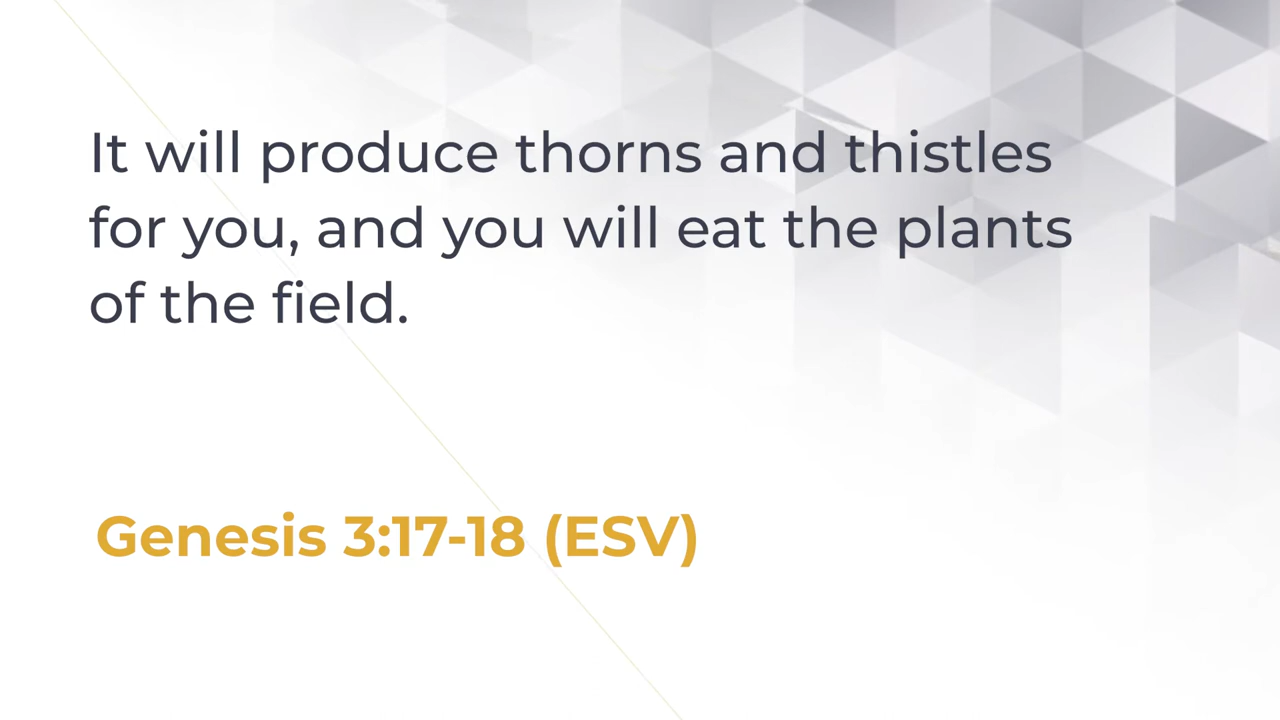 It will produce thorns and thistles
for you, and you will eat the plants
of the field.
Genesis 3:17-18 (ESV)